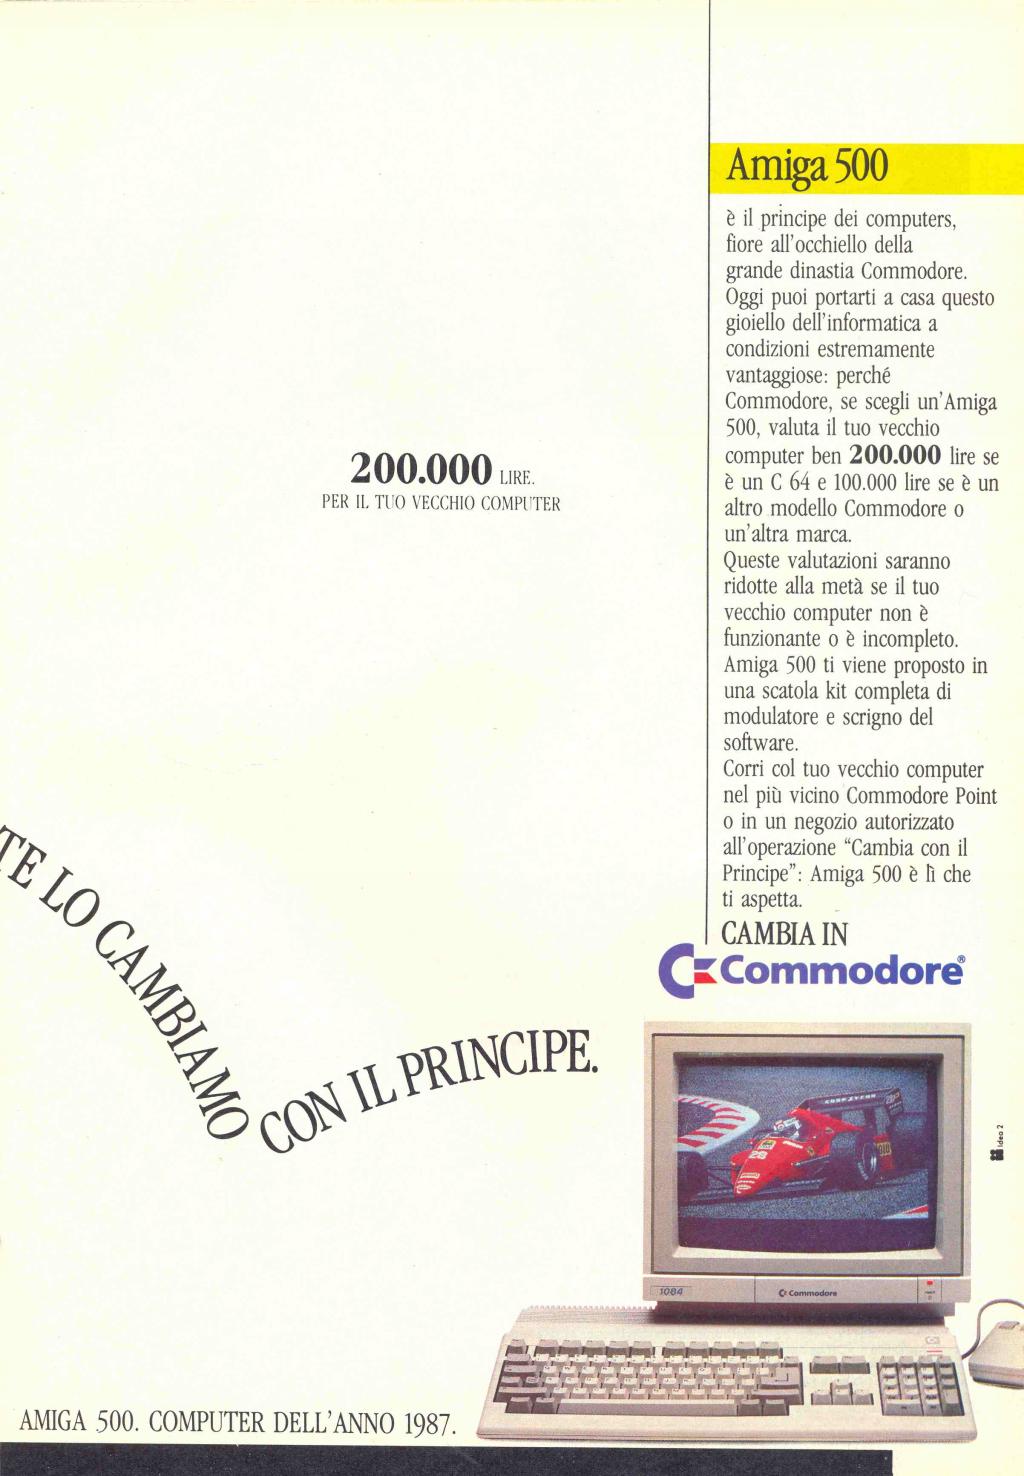 Amiga 500
è il principe dei computers,
fiore all'occhiello della
grande dinastia Commodore.
Oggi puoi portarti a casa questo
gioiello dell'informatica a
condizioni estremamente
vantaggiose: perché
Commodore, se scegli un'Amiga
500, valuta il tuo vecchio
computer ben 200.000 lire se
è un C 64 e 100.000 lire se è un
altro modello Commodore o
un'altra marca.
Queste valutazioni saranno
ridotte alla metà se il tuo
vecchio computer non è
funzionante o è incompleto.
Amiga 500 ti viene proposto in
una scatola kit completa di
modulatore e scrigno del
software.
Corri col tuo vecchio computer
nel più vicino Commodore Point
o in un negozio autorizzato
all'operazione “Cambia con il
Principe”: Amiga 500 è lì che
ti aspetta.
CAMBIA IN
Commodore®
200.000 LIRE.
PER IL TUO VECCHIO COMPUTER
TE LO CAMBIAMO
CON IL PRINCIPE.
GOODYEAR
28
1084
Commodore
Idea 2
AMIGA 500. COMPUTER DELL'ANNO 1987.